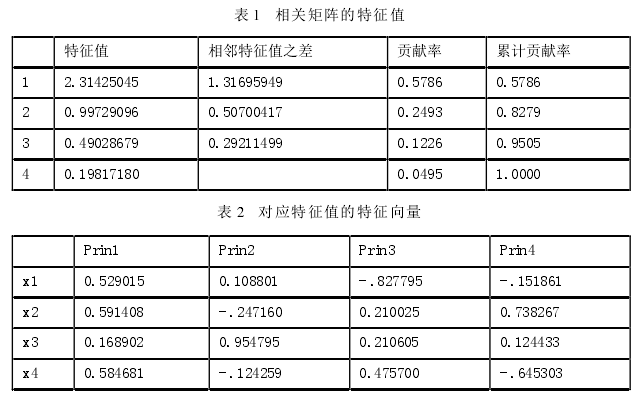 表 1 相关矩阵的特征值
特征值 相邻特征值之差 贡献率 累计贡献率
1 2.31425045 1.31695949 0.5786 0.5786
2 0.99729096 0.50700417 0.2493 0.8279
3 0.49028679 0.29211499 0.1226 0.9505
4 0.19817180 0.0495 1.0000
表 2 对应特征值的特征向量
Prin1 Prin2 Prin3 Prin4
x1 0.529015 0.108801 -.827795 -.151861
x2 0.591408 -.247160 0.210025 0.738267
x3 0.168902 0.954795 0.210605 0.124433
x4 0.584681 -.124259 0.475700 -.645303